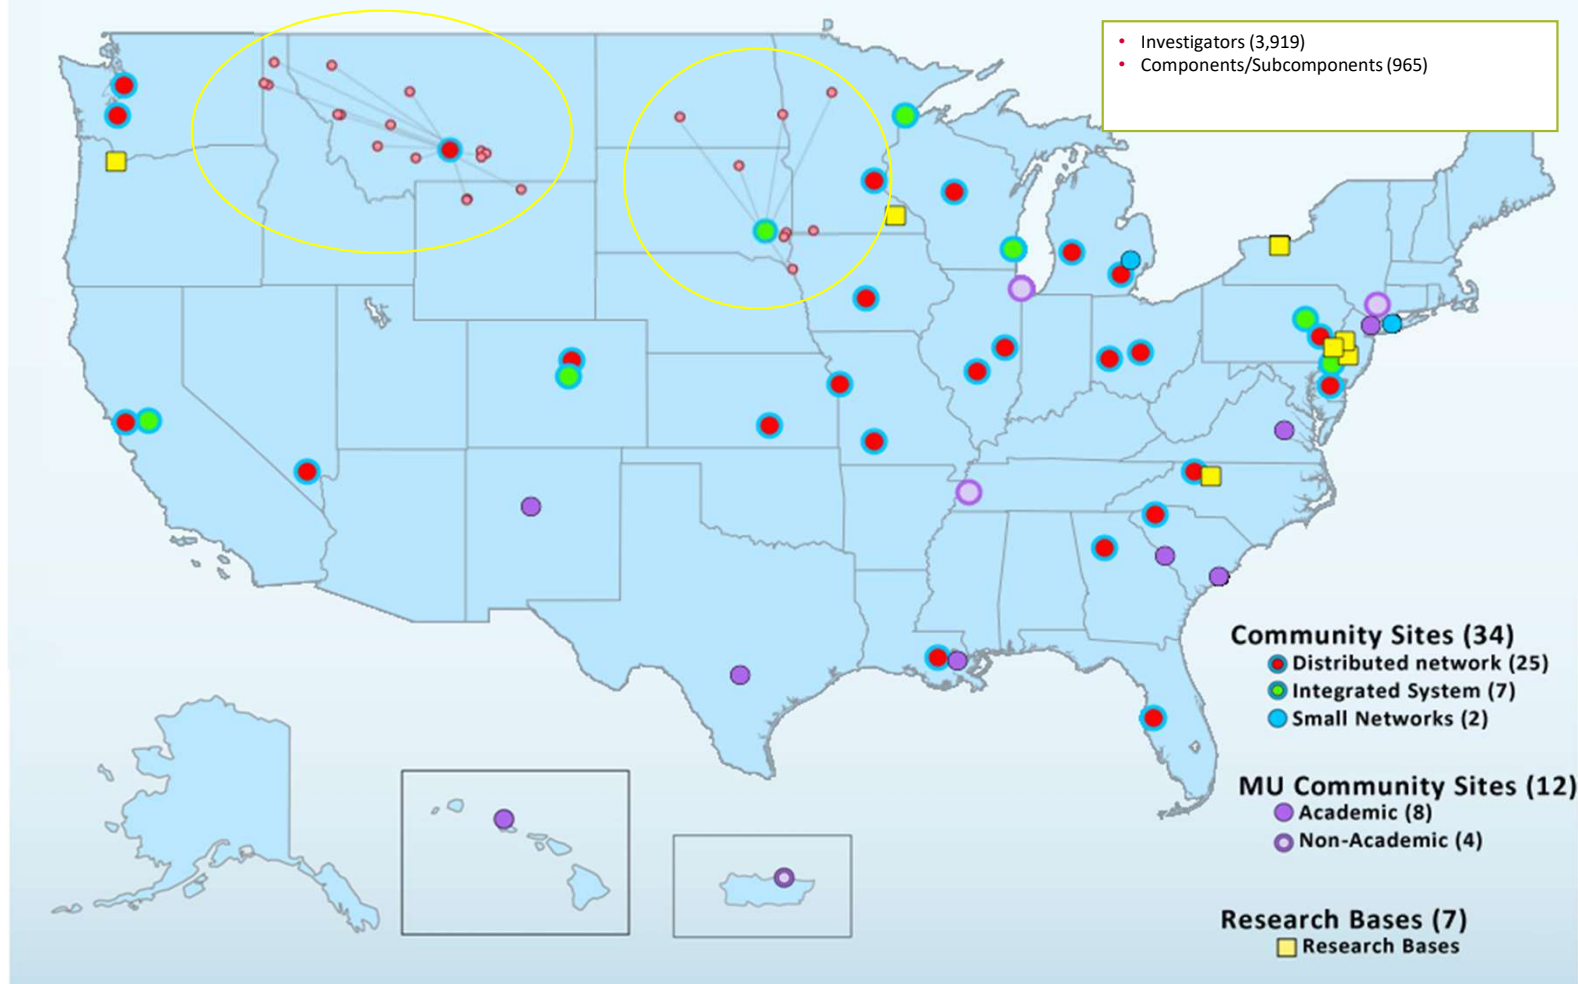 • Investigators (3,919)
• Components/Subcomponents (965)
Community Sites (34)
Distributed network (25)
Integrated System (7)
Small Networks (2)
MU Community Sites (12)
Academic (8)
Non-Academic (4)
Research Bases (7)
Research Bases